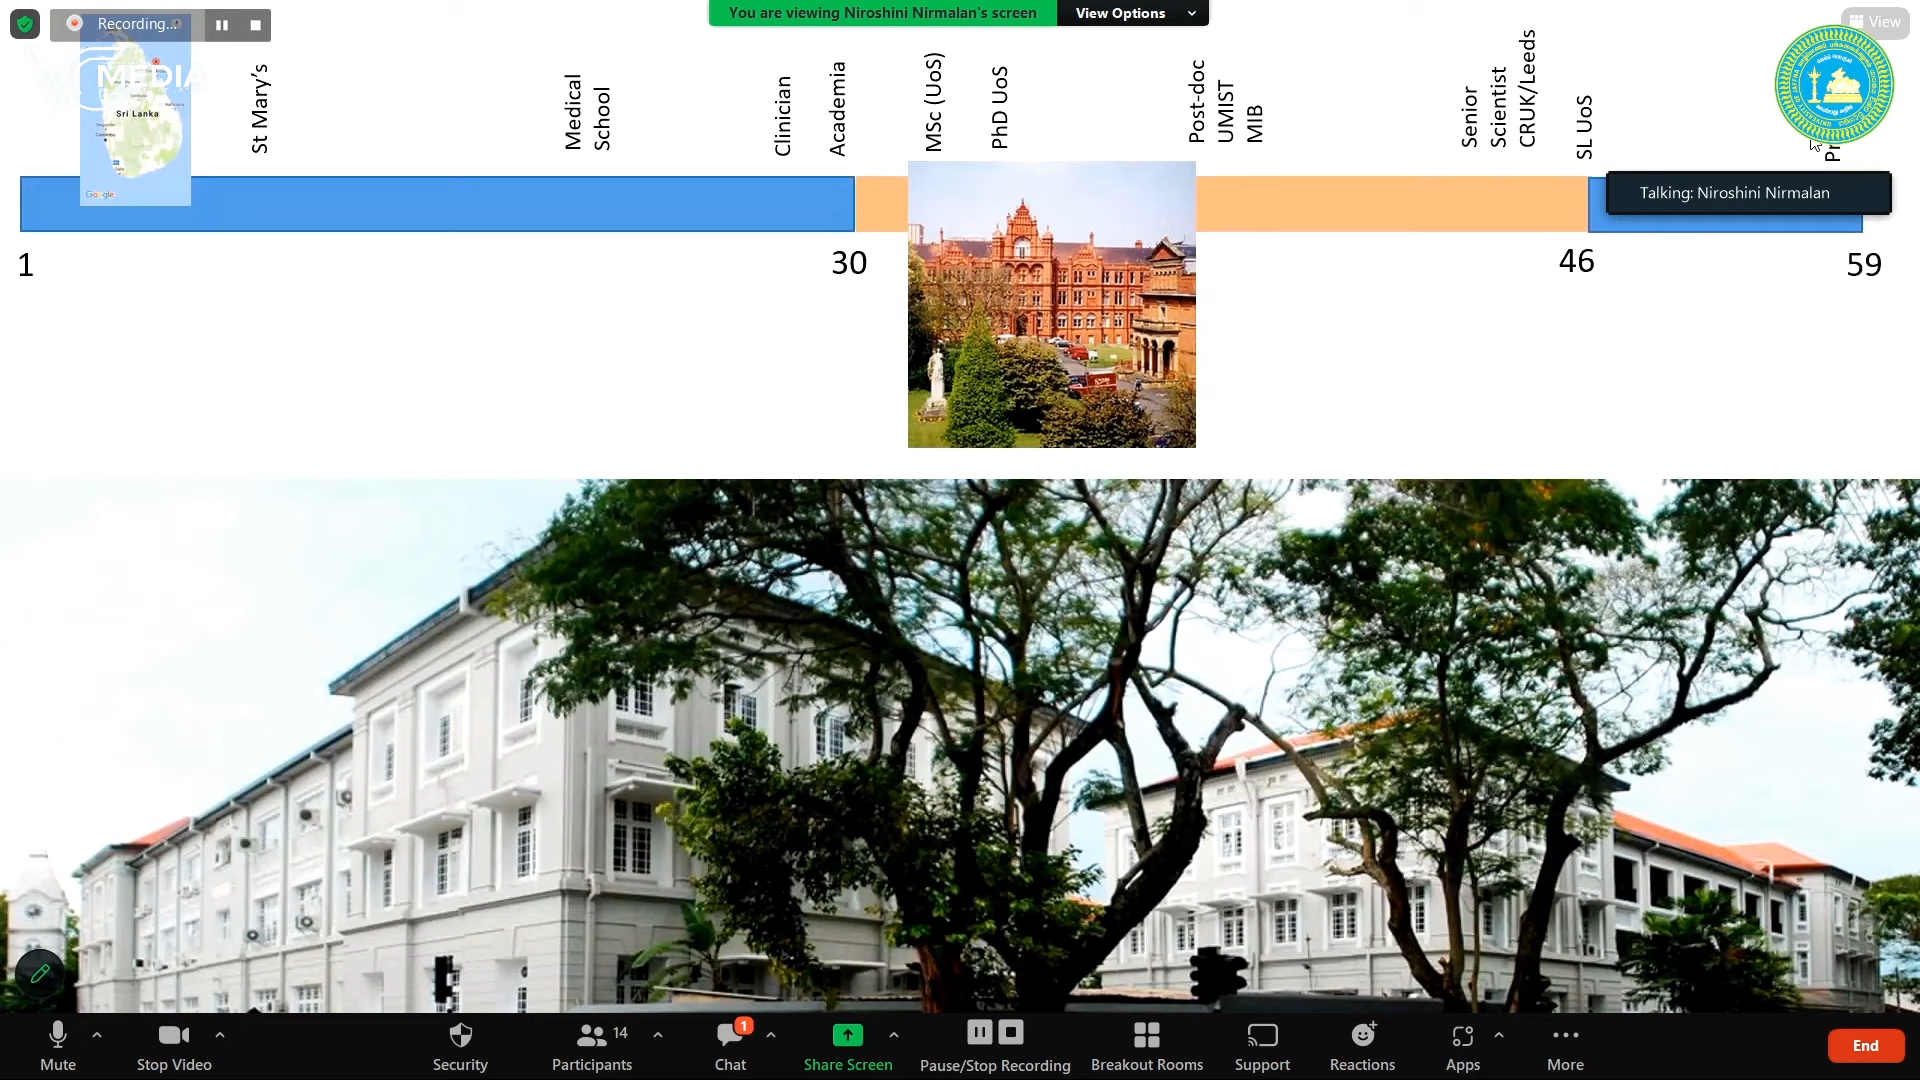 Recording...
You are viewing Niroshini Nirmalan's screen
View Options
View
MEDIA
Sri Lanka
Google
St Mary's
Medical
School
Clinician
Academia
MSc (UoS)
PhD UoS
Post-doc
UMIST
MIB
Senior
Scientist
CRUK/Leeds
SL UoS
Pr
Talking: Niroshini Nirmalan
1
30
46
59
Mute
Stop Video
Security
14
Participants
1
Chat
Share Screen
Pause/Stop Recording
Breakout Rooms
Support
Reactions
Apps
More
End